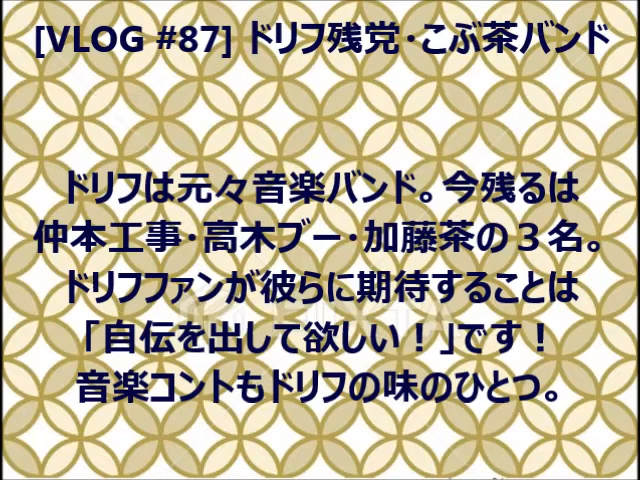 [VLOG #87] ドリフ残党・こぶ茶バンド
ドリフは元々音楽バンド。今残るは
仲本工事・高木ブー・加藤茶の３名。
ドリフファンが彼らに期待することは
「自伝を出して欲しい！」です！
音楽コントもドリフの味のひとつ。